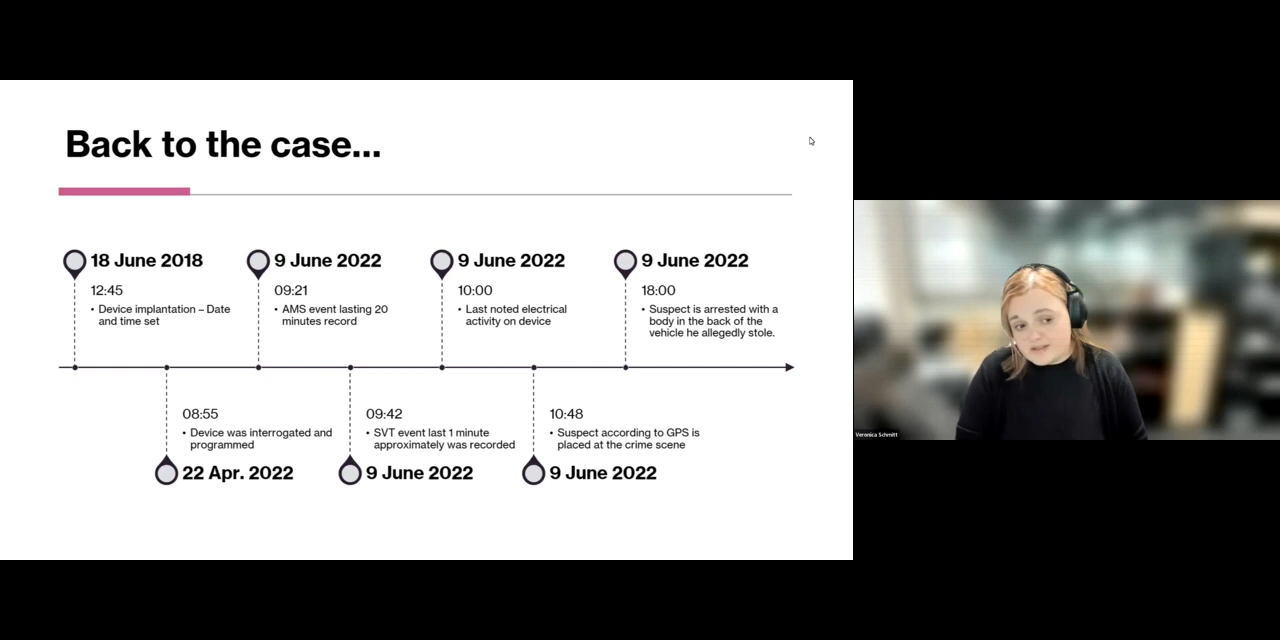 Back to the case...
18 June 2018
12:45
• Device implantation – Date
and time set
9 June 2022
09:21
• AMS event lasting 20
minutes record
9 June 2022
10:00
• Last noted electrical
activity on device
9 June 2022
18:00
• Suspect is arrested with a
body in the back of the
vehicle he allegedly stole.
08:55
• Device was interrogated and
programmed
22 Apr. 2022
09:42
• SVT event last 1 minute
approximately was recorded
9 June 2022
10:48
• Suspect according to GPS is
placed at the crime scene
9 June 2022
Veronica Schmitt